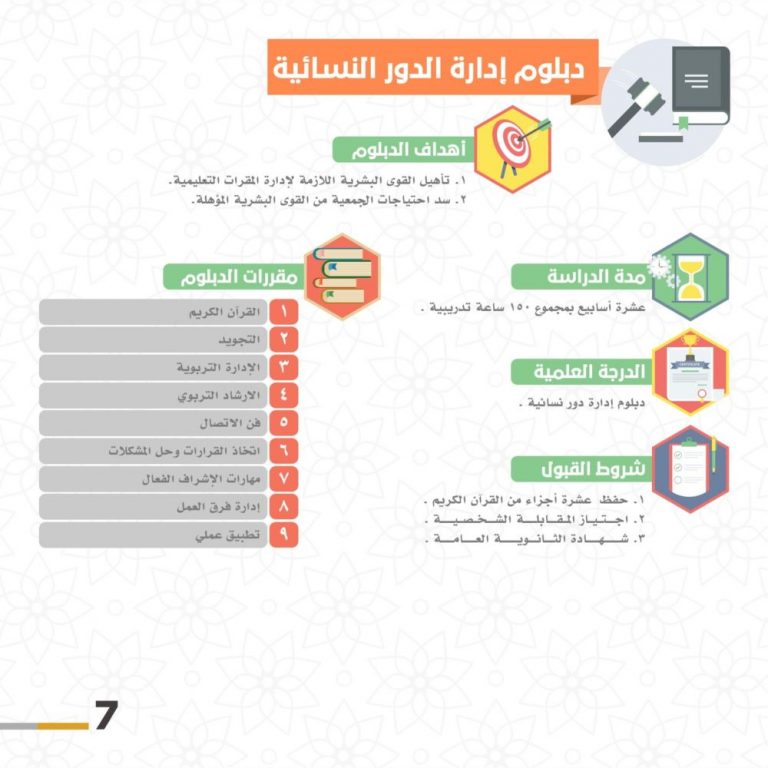 دبلوم إدارة الدور النسائية
أهداف الدبلوم
١. تأهيل القوى البشرية اللازمة لإدارة المقرات التعليمية.
٢. سد احتياجات الجمعية من القوى البشرية المؤهلة.
مدة الدراسة
عشرة أسابيع بمجموع ١٥٠ ساعة تدريبية .
الدرجة العلمية
دبلوم إدارة دور نسائية .
شروط القبول
١. حفظ عشرة أجزاء من القرآن الكريم .
٢. اجتياز المقابلة الشخصية .
٣. شهادة الثانوية العامة .
مقررات الدبلوم
١ القرآن الكريم
٢ التجويد
٣ الإدارة التربوية
٤ الارشاد التربوي
٥ فن الاتصال
٦ اتخاذ القرارات وحل المشكلات
٧ مهارات الإشراف الفعال
٨ إدارة فرق العمل
٩ تطبيق عملي
7